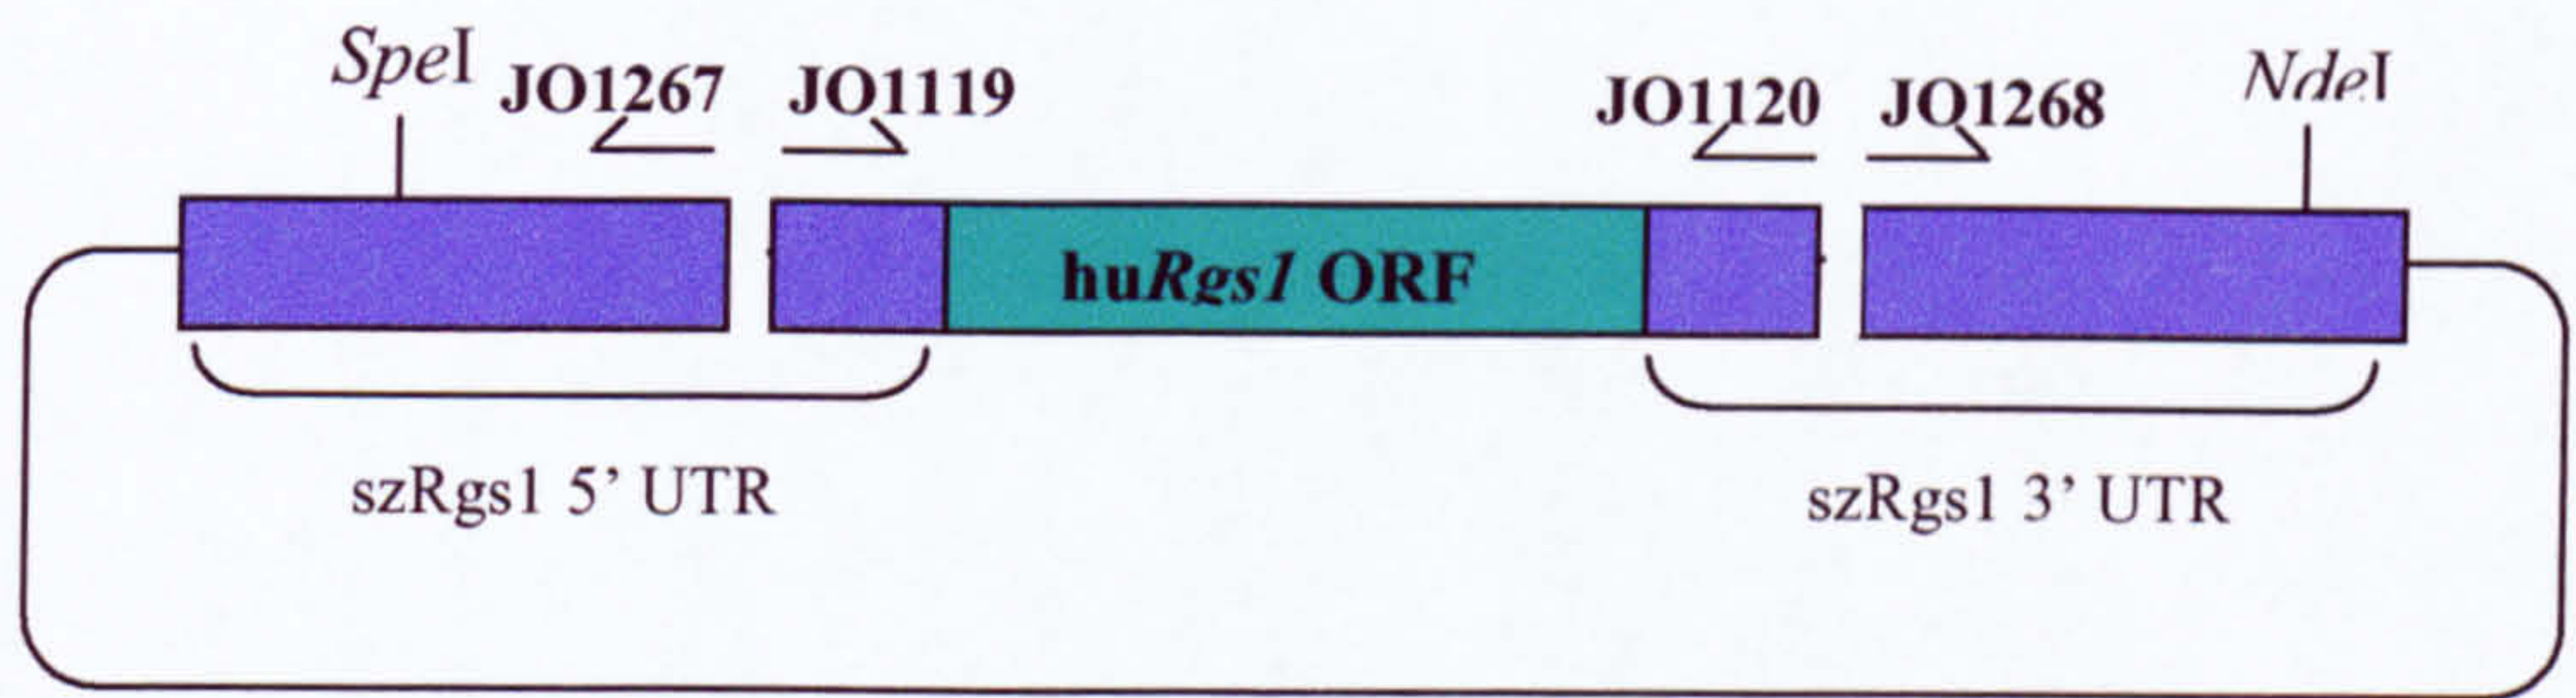 SpeI JO1267 JO1119 JO1120 JO1268 NdeI
huRgs1 ORF
szRgs1 5’ UTR szRgs1 3’ UTR